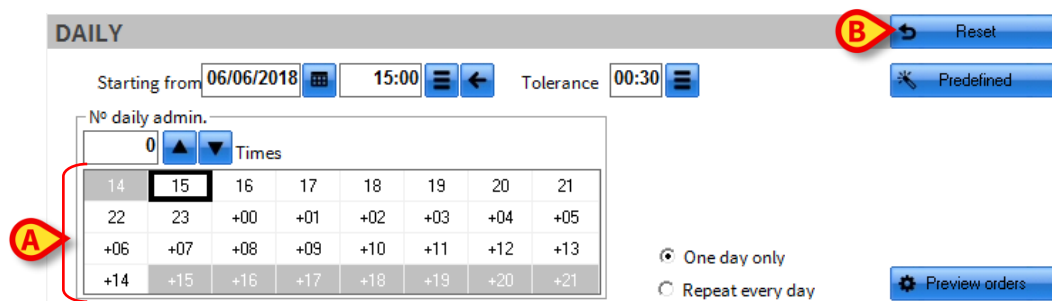 DAILY
B
Reset
Starting from 06/06/2018 15:00 Tolerance 00:30
Predefined
Nº daily admin.
0 Times
14 15 16 17 18 19 20 21
22 23 +00 +01 +02 +03 +04 +05
A
+06 +07 +08 +09 +10 +11 +12 +13
+14 +15 +16 +17 +18 +19 +20 +21
One day only
Repeat every day
Preview orders